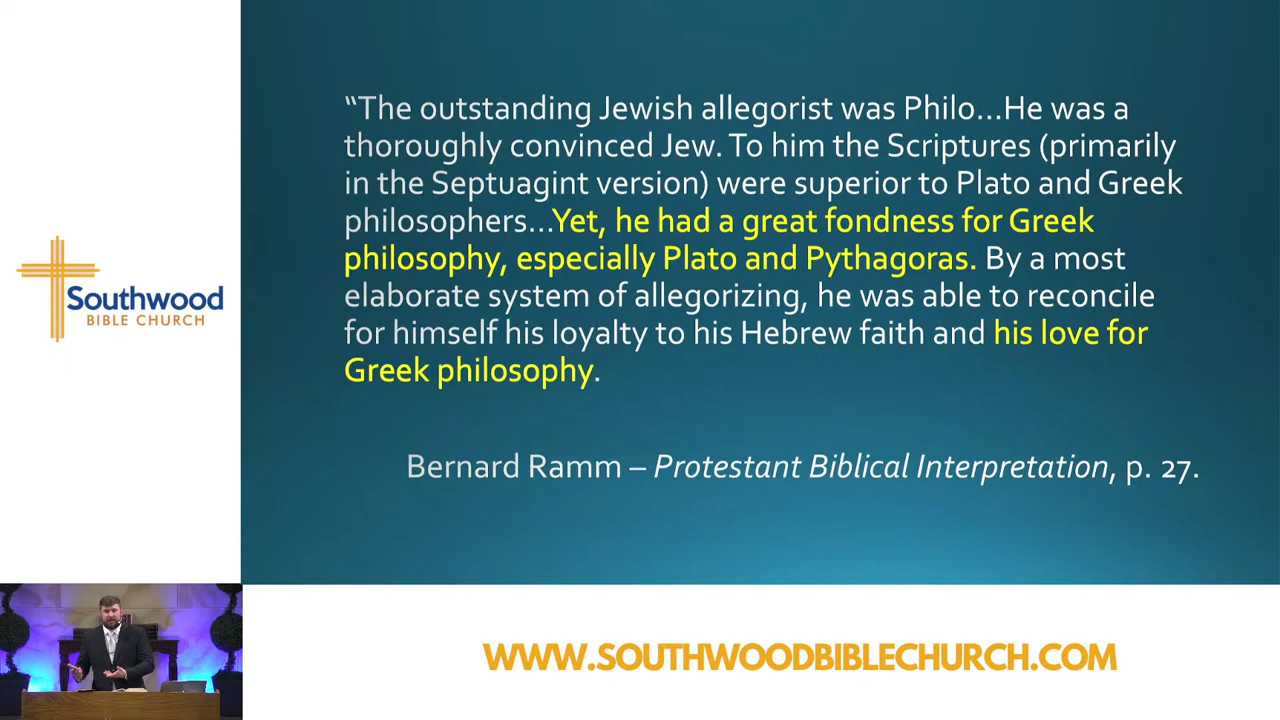 “The outstanding Jewish allegorist was Philo...He was a
thoroughly convinced Jew. To him the Scriptures (primarily
in the Septuagint version) were superior to Plato and Greek
philosophers...Yet, he had a great fondness for Greek
philosophy, especially Plato and Pythagoras. By a most
elaborate system of allegorizing, he was able to reconcile
for himself his loyalty to his Hebrew faith and his love for
Greek philosophy.
Bernard Ramm – Protestant Biblical Interpretation, p. 27.
Southwood
BIBLE CHURCH
WWW.SOUTHWOODBIBLECHURCH.COM